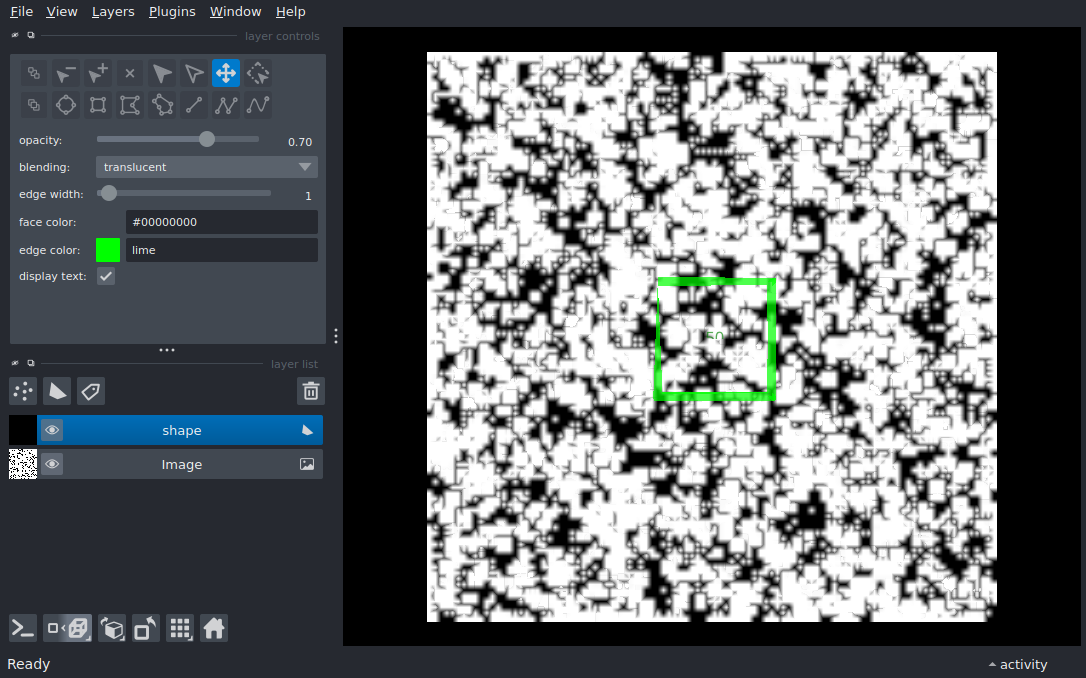 File View Layers Plugins Window Help
layer controls
opacity: 0.70
blending: translucent
edge width: 1
face color: #00000000
edge color: lime
display text:
layer list
shape
Image
50
Ready
activity